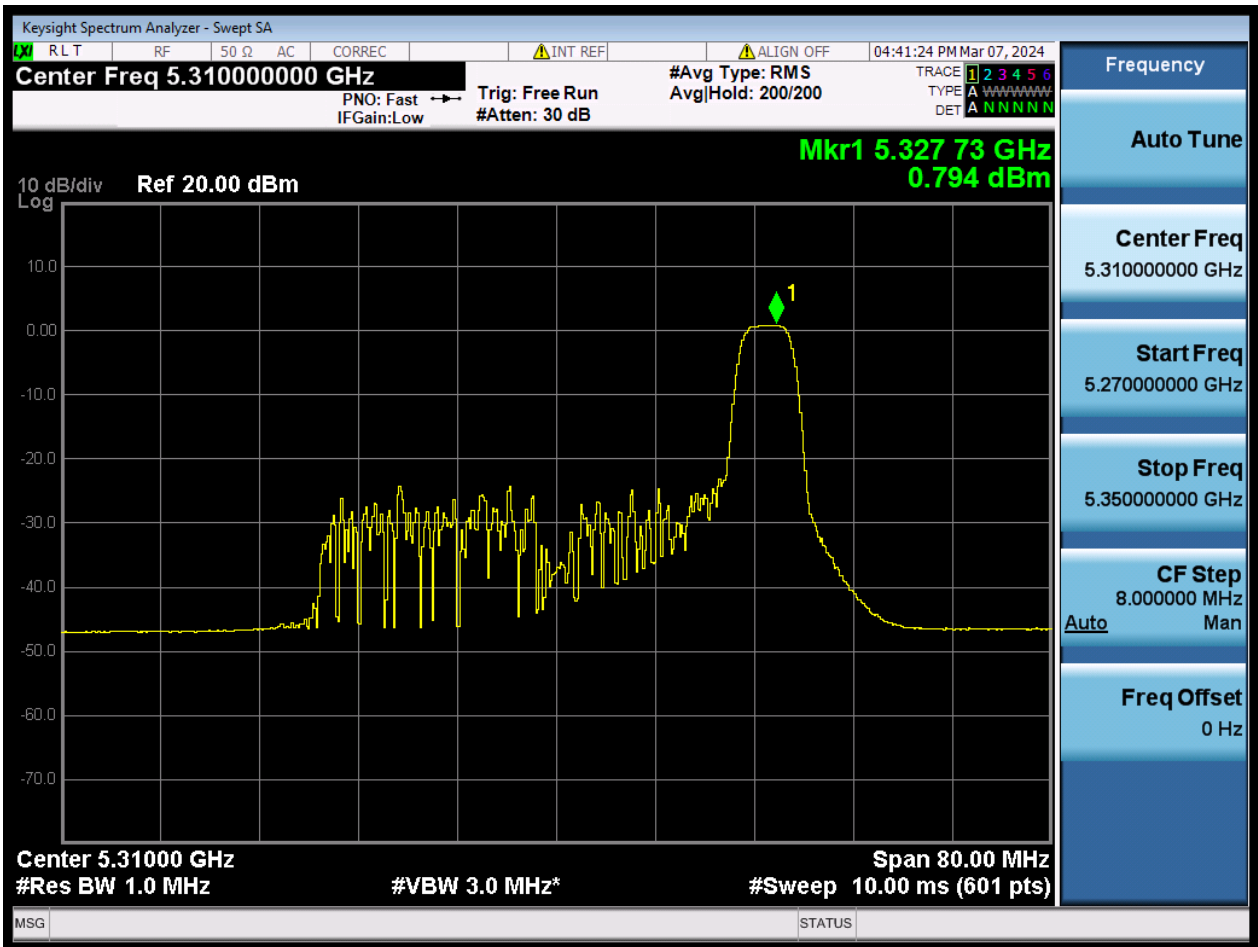 Keysight Spectrum Analyzer - Swept SA
LXI RLT RF 50 Ω AC CORREC INT REF ALIGN OFF 04:41:24 PM Mar 07, 2024
Center Freq 5.310000000 GHz
PNO: Fast
IFGain:Low
Trig: Free Run
#Atten: 30 dB
#Avg Type: RMS
Avg|Hold: 200/200
TRACE 1 2 3 4 5 6
TYPE A WWWWW
DET A N N N N N
Mkr1 5.327 73 GHz
0.794 dBm
10 dB/div Ref 20.00 dBm
Log
1
10.0
0.00
-10.0
-20.0
-30.0
-40.0
-50.0
-60.0
-70.0
Center 5.31000 GHz Span 80.00 MHz
#Res BW 1.0 MHz #VBW 3.0 MHz* #Sweep 10.00 ms (601 pts)
MSG STATUS
Frequency
Auto Tune
Center Freq
5.310000000 GHz
Start Freq
5.270000000 GHz
Stop Freq
5.350000000 GHz
CF Step
8.000000 MHz
Auto Man
Freq Offset
0 Hz